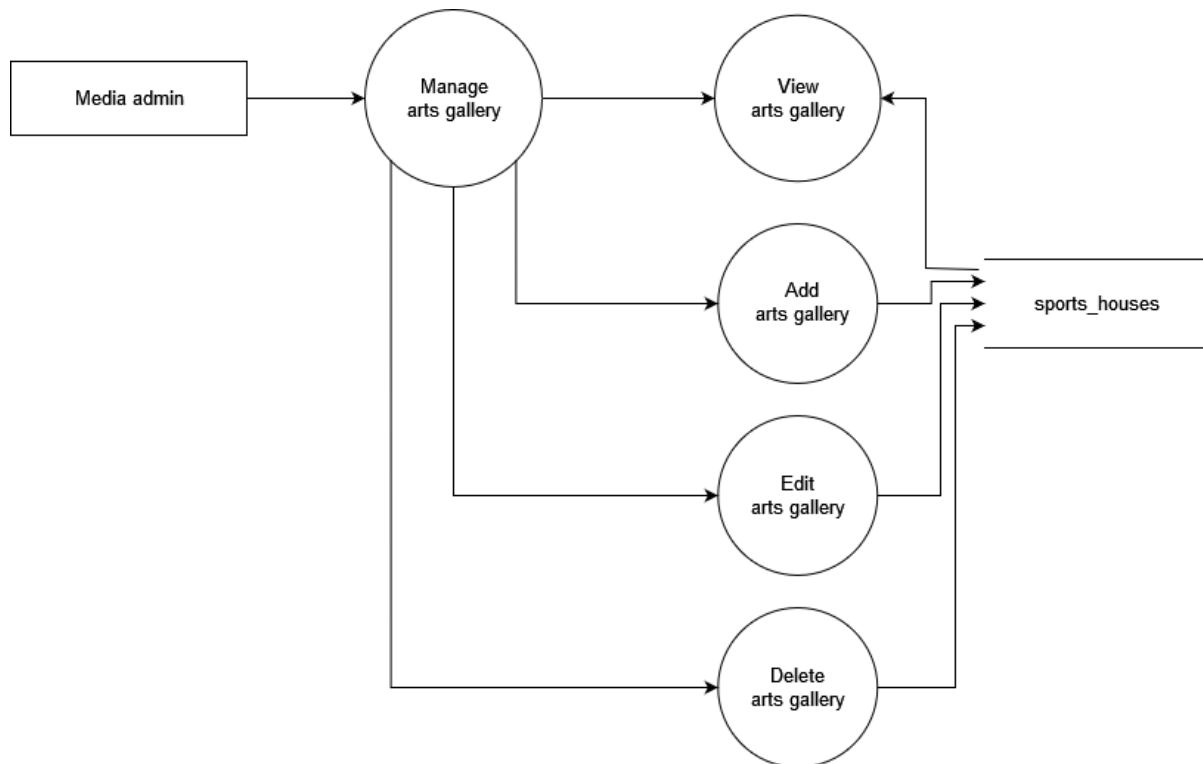 Media admin
Manage
arts gallery
View
arts gallery
Add
arts gallery
sports_houses
Edit
arts gallery
Delete
arts gallery